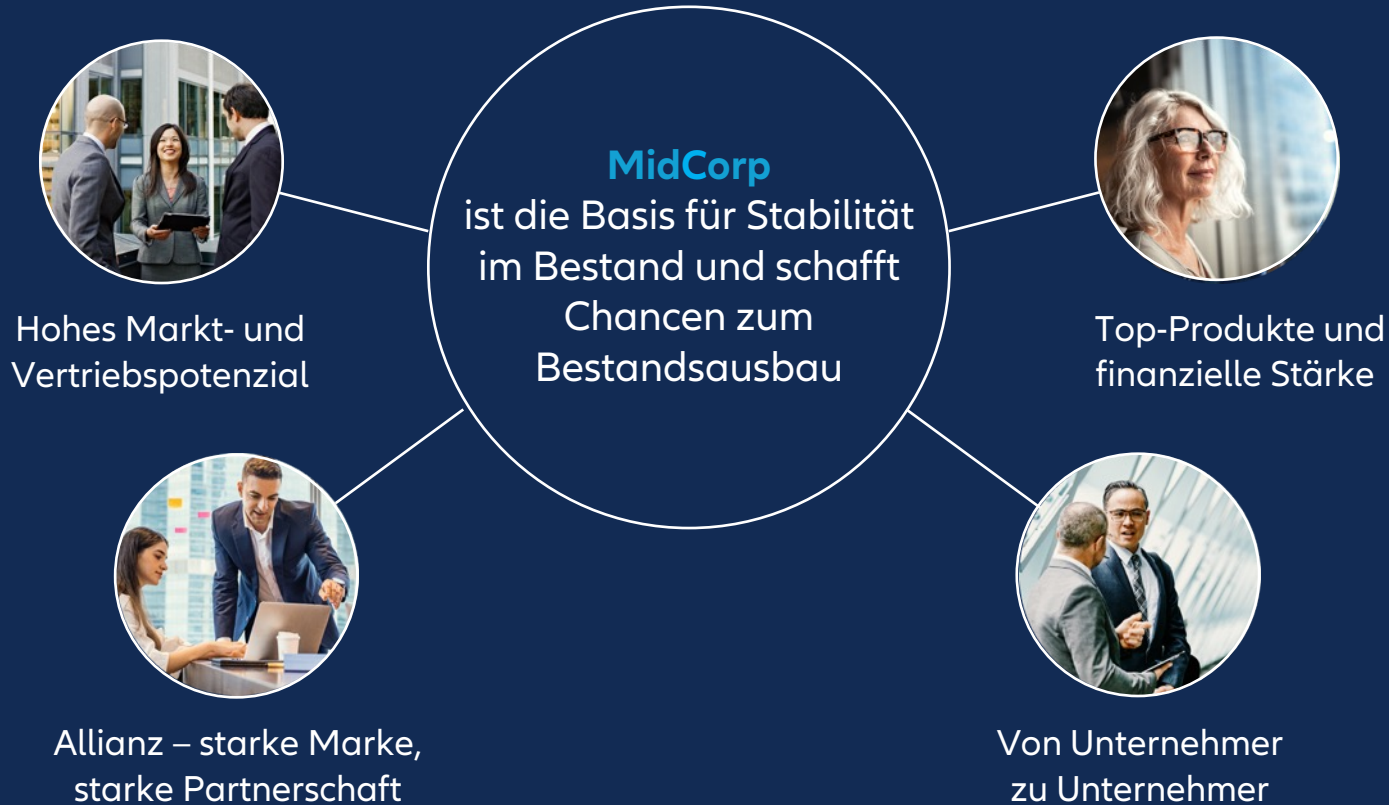 MidCorp
ist die Basis für Stabilität
im Bestand und schafft
Chancen zum
Bestandsausbau
Hohes Markt- und
Vertriebspotenzial
Top-Produkte und
finanzielle Stärke
Allianz – starke Marke,
starke Partnerschaft
Von Unternehmer
zu Unternehmer